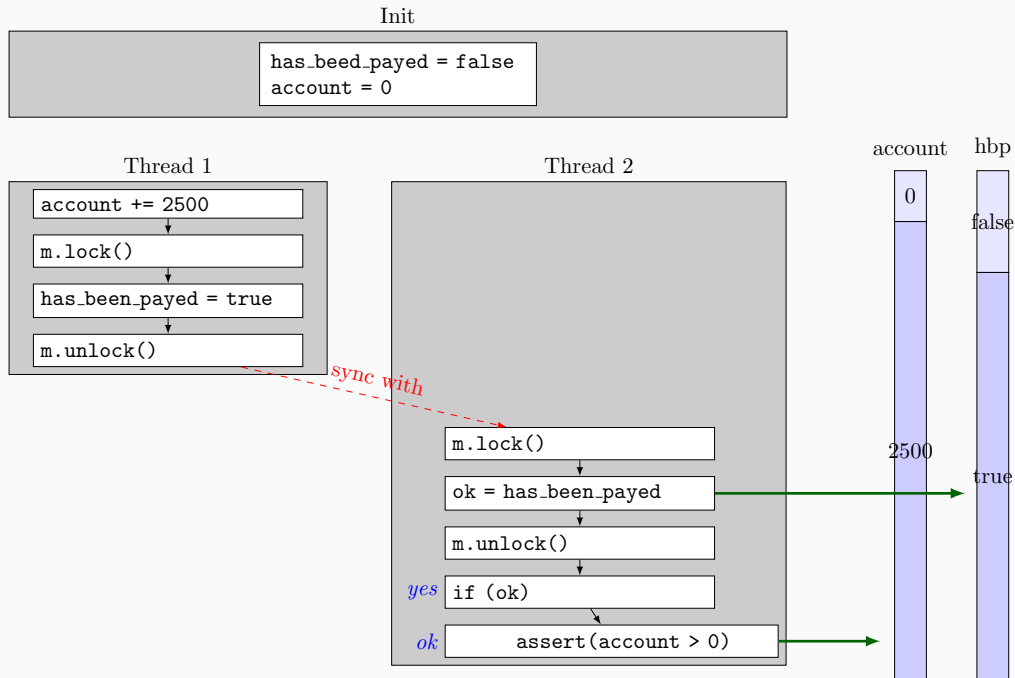 Init
has_beed_payed = false
account = 0
Thread 1
account += 2500
m.lock()
has_been_payed = true
m.unlock()
sync with
Thread 2
m.lock()
ok = has_been_payed
m.unlock()
yes
if (ok)
ok
assert(account > 0)
account
0
2500
hbp
false
true